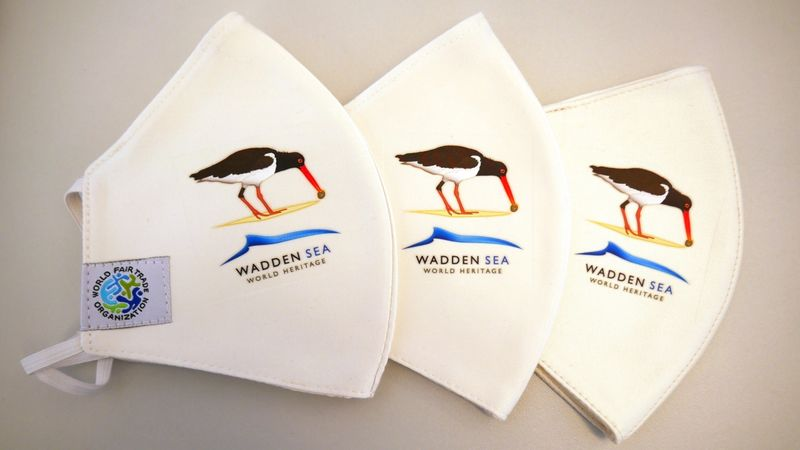 WORLD FAIR TRADE
ORGANIZATION
WADDEN SEA
WORLD HERITAGE
WADDEN SEA
WORLD HERITAGE
WADDEN SEA
WORLD HERITAGE